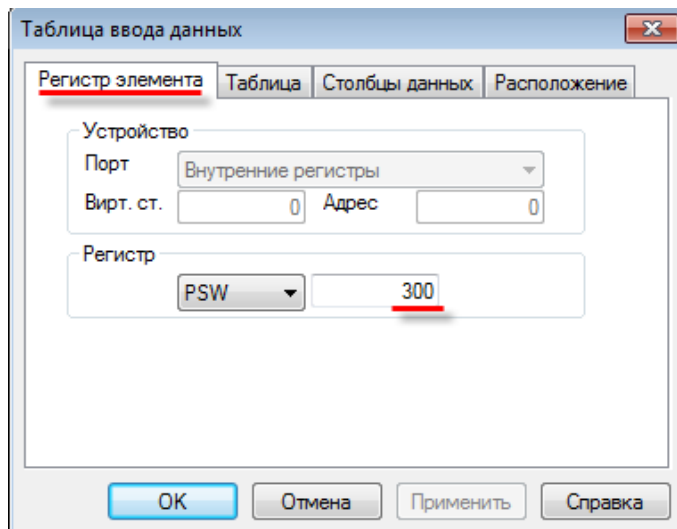 Таблица ввода данных
Регистр элемента Таблица Столбцы данных Расположение
Устройство
Порт Внутренние регистры
Вирт. ст. 0 Адрес 0
Регистр
PSW 300
OK Отмена Применить Справка